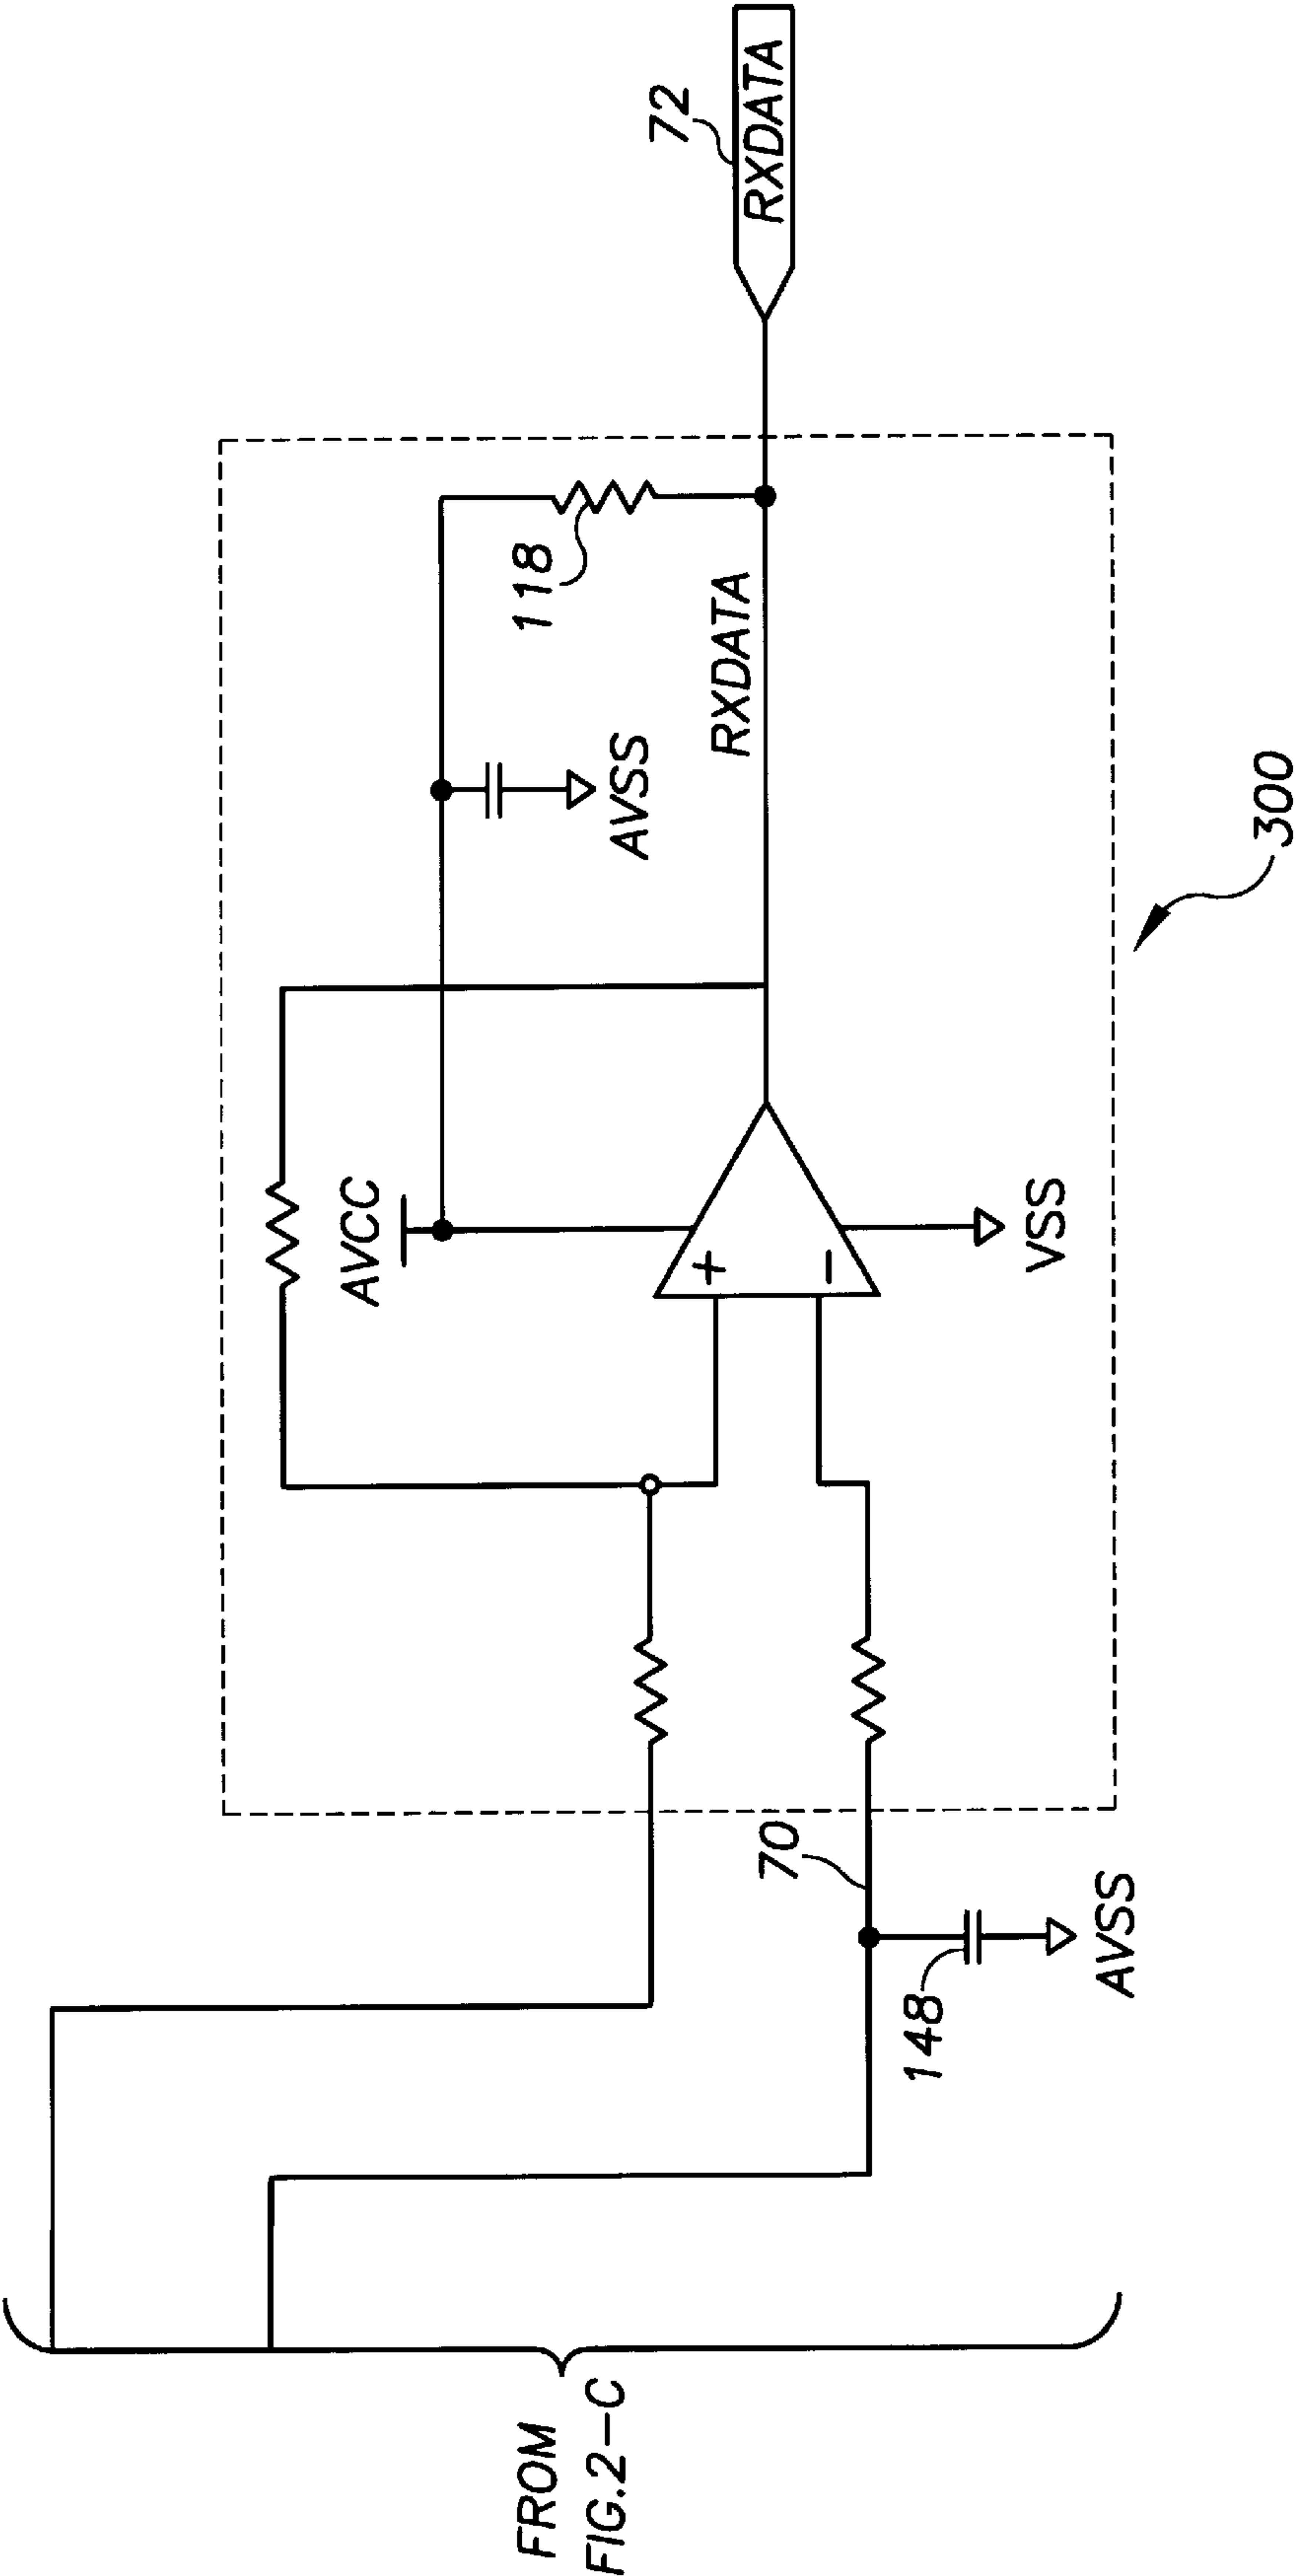 FROM
FIG.2-C
148
AVSS
70
AVCC
+
−
VSS
AVSS
118
RXDATA
72
RXDATA
300